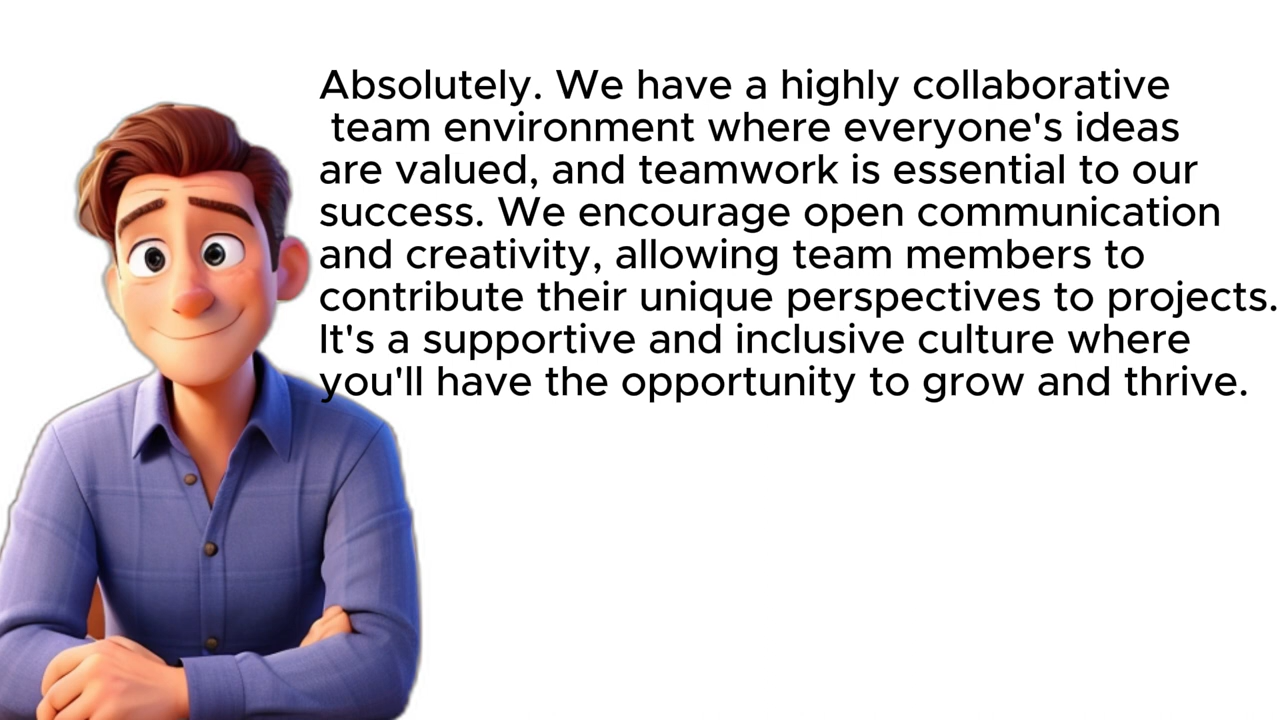 Absolutely. We have a highly collaborative
team environment where everyone's ideas
are valued, and teamwork is essential to our
success. We encourage open communication
and creativity, allowing team members to
contribute their unique perspectives to projects.
It's a supportive and inclusive culture where
you'll have the opportunity to grow and thrive.